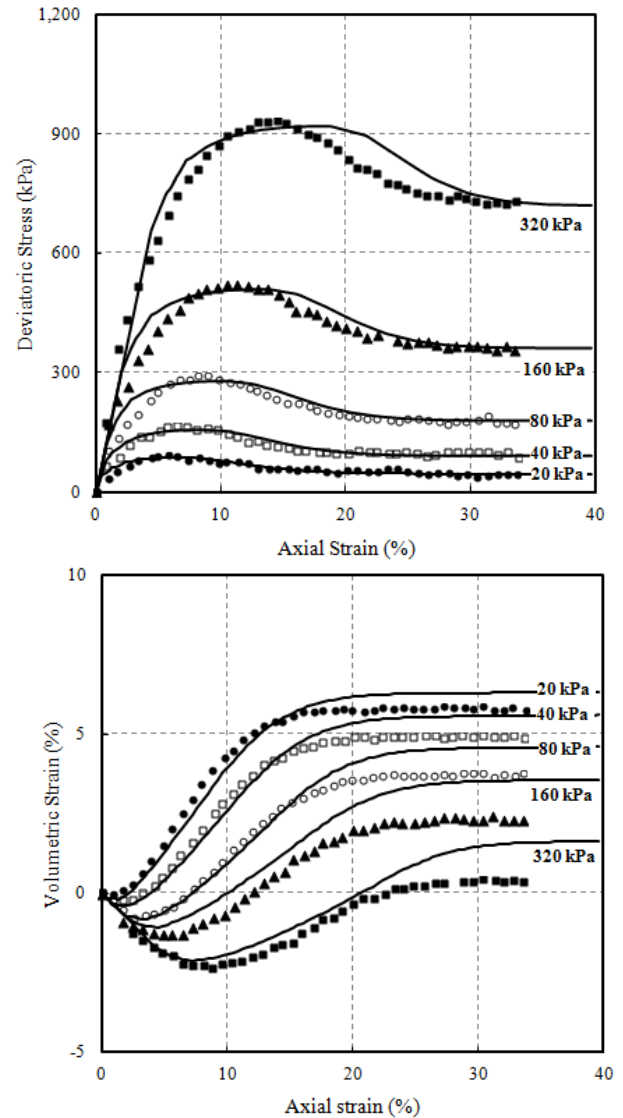 1,200
900
600
300
0
Deviatoric Stress (kPa)
320 kPa
160 kPa
80 kPa
40 kPa
20 kPa
0 10 20 30 40
Axial Strain (%)
10
5
0
-5
Volumetric Strain (%)
20 kPa
40 kPa
80 kPa
160 kPa
320 kPa
0 10 20 30 40
Axial strain (%)